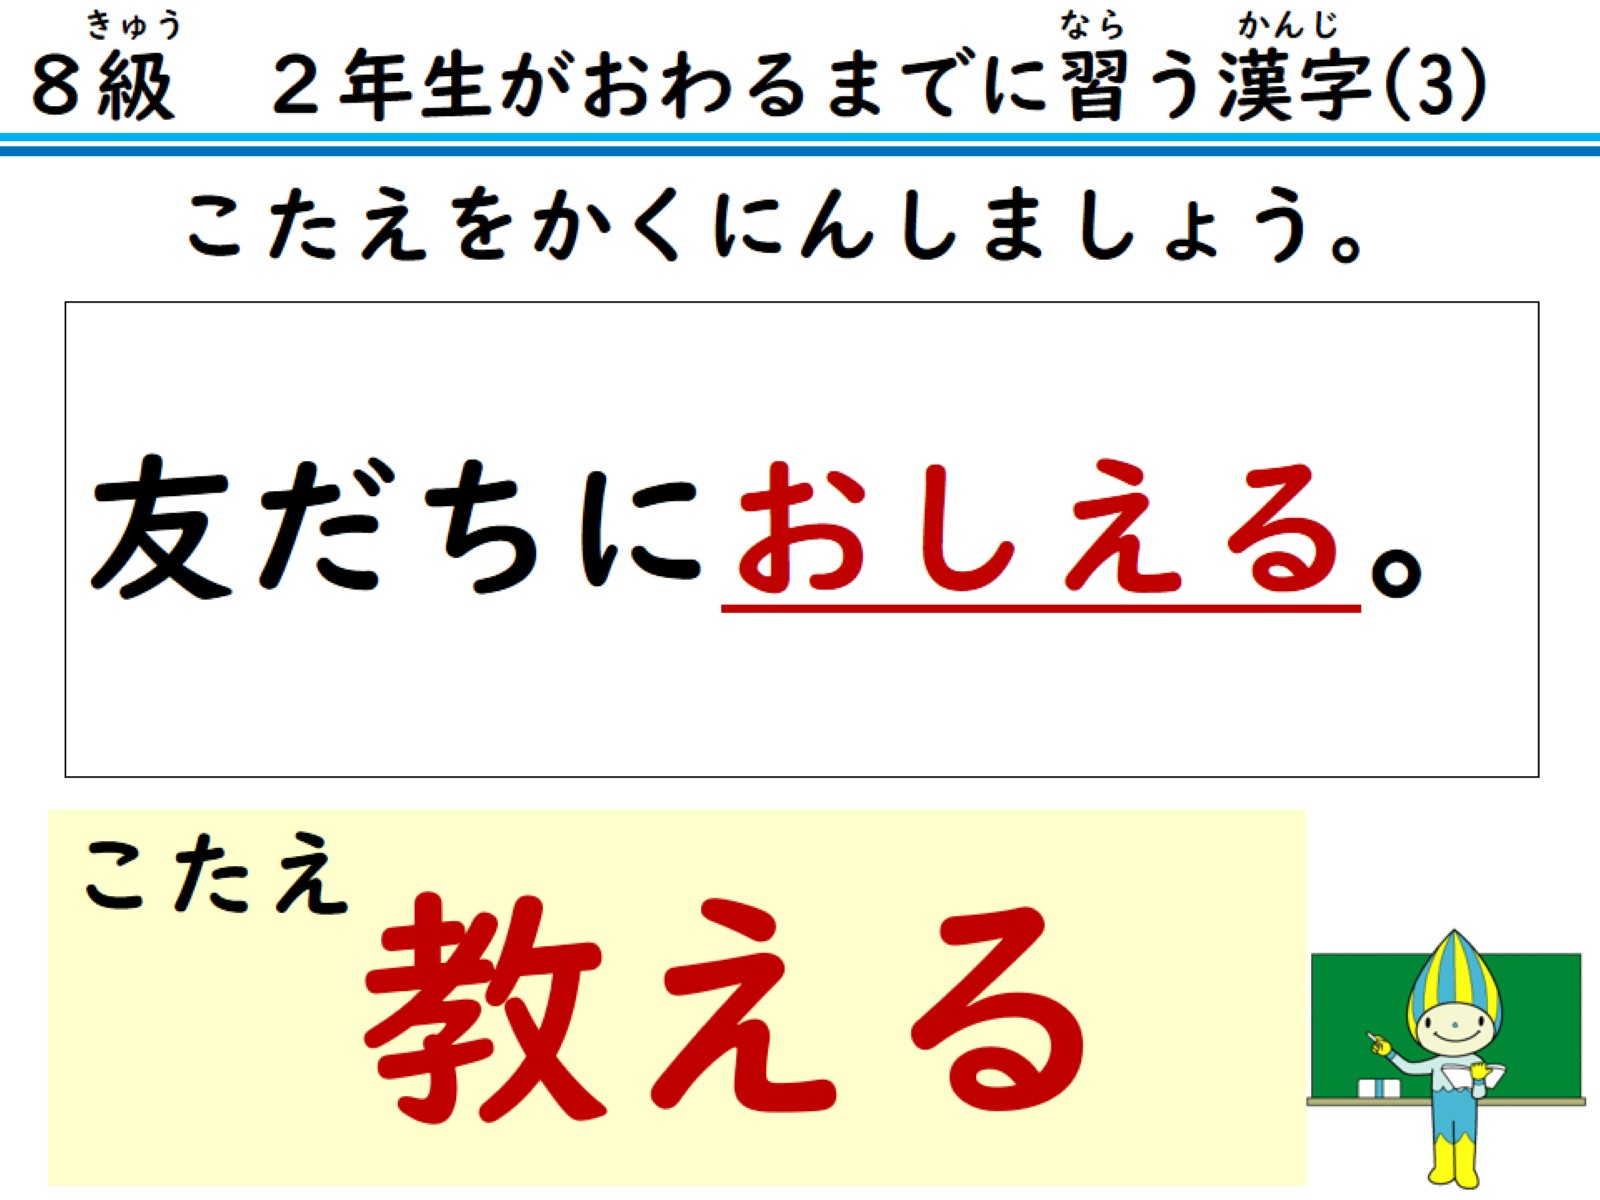 きゅう なら かんじ
８級　２年生がおわるまでに習う漢字(3)
こたえをかくにんしましょう。
友だちにおしえる。
こたえ
教える